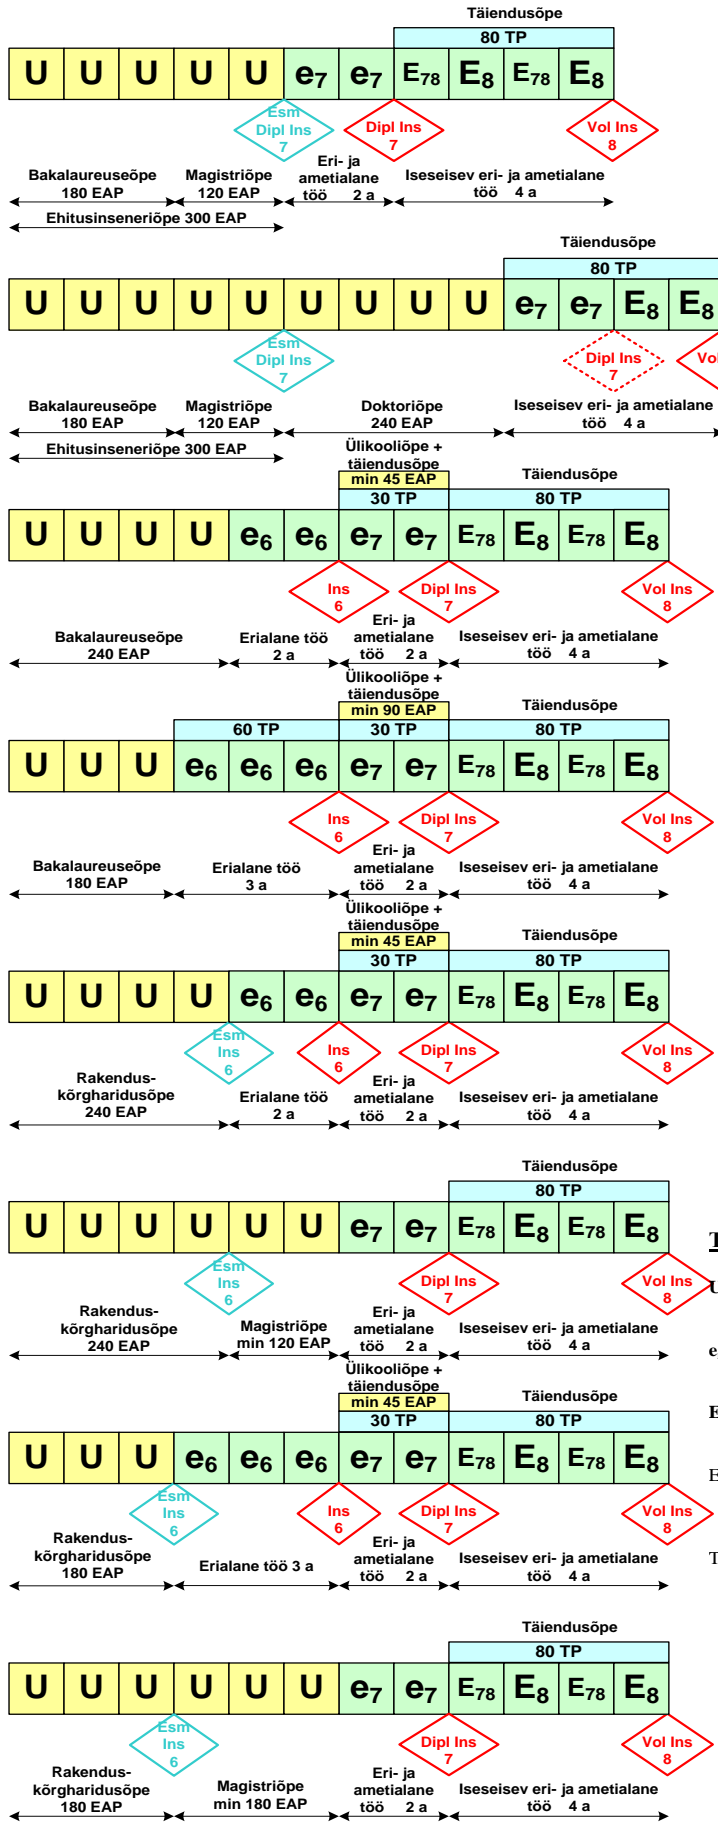 Täiendusõpe
80 TP
U U U U U e7 e7 E78 E8 E78 E8
Esm
Dipl Ins
7
Dipl Ins
7
Vol Ins
8
Bakalaureuseõpe
180 EAP
Magistriõpe
120 EAP
Eri- ja
ametialane
töö 2 a
Iseseisev eri- ja ametialane
töö 4 a
Ehitusinseneriõpe 300 EAP
Täiendusõpe
80 TP
U U U U U U U U U e7 e7 E8 E8
Esm
Dipl Ins
7
Dipl Ins
7
Vol
Bakalaureuseõpe
180 EAP
Magistriõpe
120 EAP
Doktoriõpe
240 EAP
Iseseisev eri- ja ametialane
töö 4 a
Ehitusinseneriõpe 300 EAP
Ülikooliõpe +
täiendusõpe
min 45 EAP
30 TP
Täiendusõpe
80 TP
U U U U e6 e6 e7 e7 E78 E8 E78 E8
Ins
6
Dipl Ins
7
Vol Ins
8
Bakalaureuseõpe
240 EAP
Erialane töö
2 a
Eri- ja
ametialane
töö 2 a
Iseseisev eri- ja ametialane
töö 4 a
Ülikooliõpe +
täiendusõpe
min 90 EAP
60 TP
30 TP
Täiendusõpe
80 TP
U U U e6 e6 e6 e7 e7 E78 E8 E78 E8
Ins
6
Dipl Ins
7
Vol Ins
8
Bakalaureuseõpe
180 EAP
Erialane töö
3 a
Eri- ja
ametialane
töö 2 a
Iseseisev eri- ja ametialane
töö 4 a
Ülikooliõpe +
täiendusõpe
min 45 EAP
30 TP
Täiendusõpe
80 TP
U U U U e6 e6 e7 e7 E78 E8 E78 E8
Esm
Ins
6
Ins
6
Dipl Ins
7
Vol Ins
8
Rakendus-
kõrgharidusõpe
240 EAP
Erialane töö
2 a
Eri- ja
ametialane
töö 2 a
Iseseisev eri- ja ametialane
töö 4 a
Täiendusõpe
80 TP
U U U U U U e7 e7 E78 E8 E78 E8
Esm
Ins
6
Dipl Ins
7
Vol Ins
8
Rakendus-
kõrgharidusõpe
240 EAP
Magistriõpe
min 120 EAP
Eri- ja
ametialane
töö 2 a
Iseseisev eri- ja ametialane
töö 4 a
Ülikooliõpe +
täiendusõpe
min 45 EAP
30 TP
Täiendusõpe
80 TP
U U U e6 e6 e6 e7 e7 E78 E8 E78 E8
Esm
Ins
6
Ins
6
Dipl Ins
7
Vol Ins
8
Rakendus-
kõrgharidusõpe
180 EAP
Erialane töö 3 a
Eri- ja
ametialane
töö 2 a
Iseseisev eri- ja ametialane
töö 4 a
Täiendusõpe
80 TP
U U U U U U e7 e7 E78 E8 E78 E8
Esm
Ins
6
Dipl Ins
7
Vol Ins
8
Rakendus-
kõrgharidusõpe
180 EAP
Magistriõpe
min 180 EAP
Eri- ja
ametialane
töö 2 a
Iseseisev eri- ja ametialane
töö 4 a
T
U
e
E
E
T